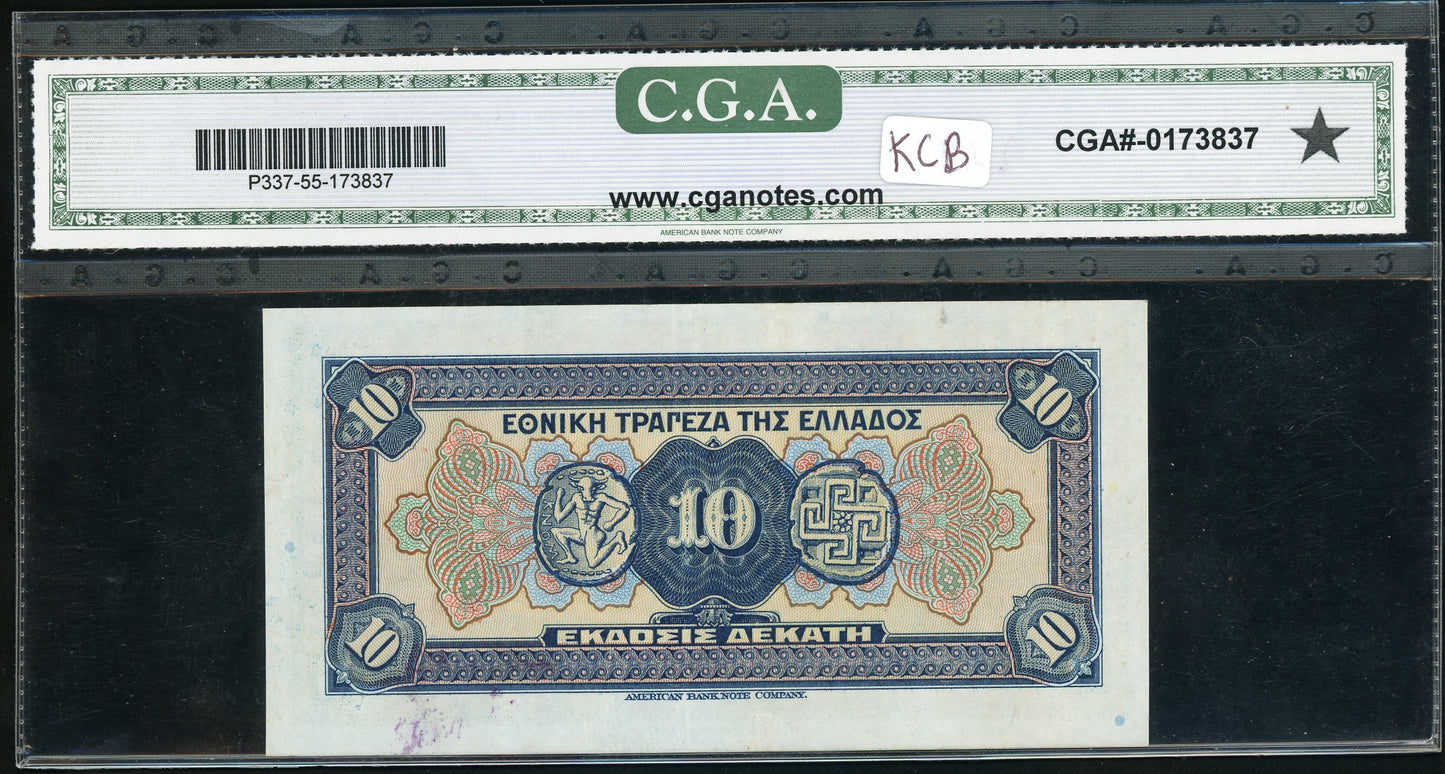 C.G.A.
P337-55-173837
KCB
CGA#-0173837
www.cganotes.com
AMERICAN BANK NOTE COMPANY
10 10
ΕΘΝΙΚΗ ΤΡΑΠΕΖΑ ΤΗΣ ΕΛΛΑΔΟΣ
10
ΕΚΔΟΣΙΣ ΔΕΚΑΤΗ
10 10
AMERICAN BANK NOTE COMPANY.